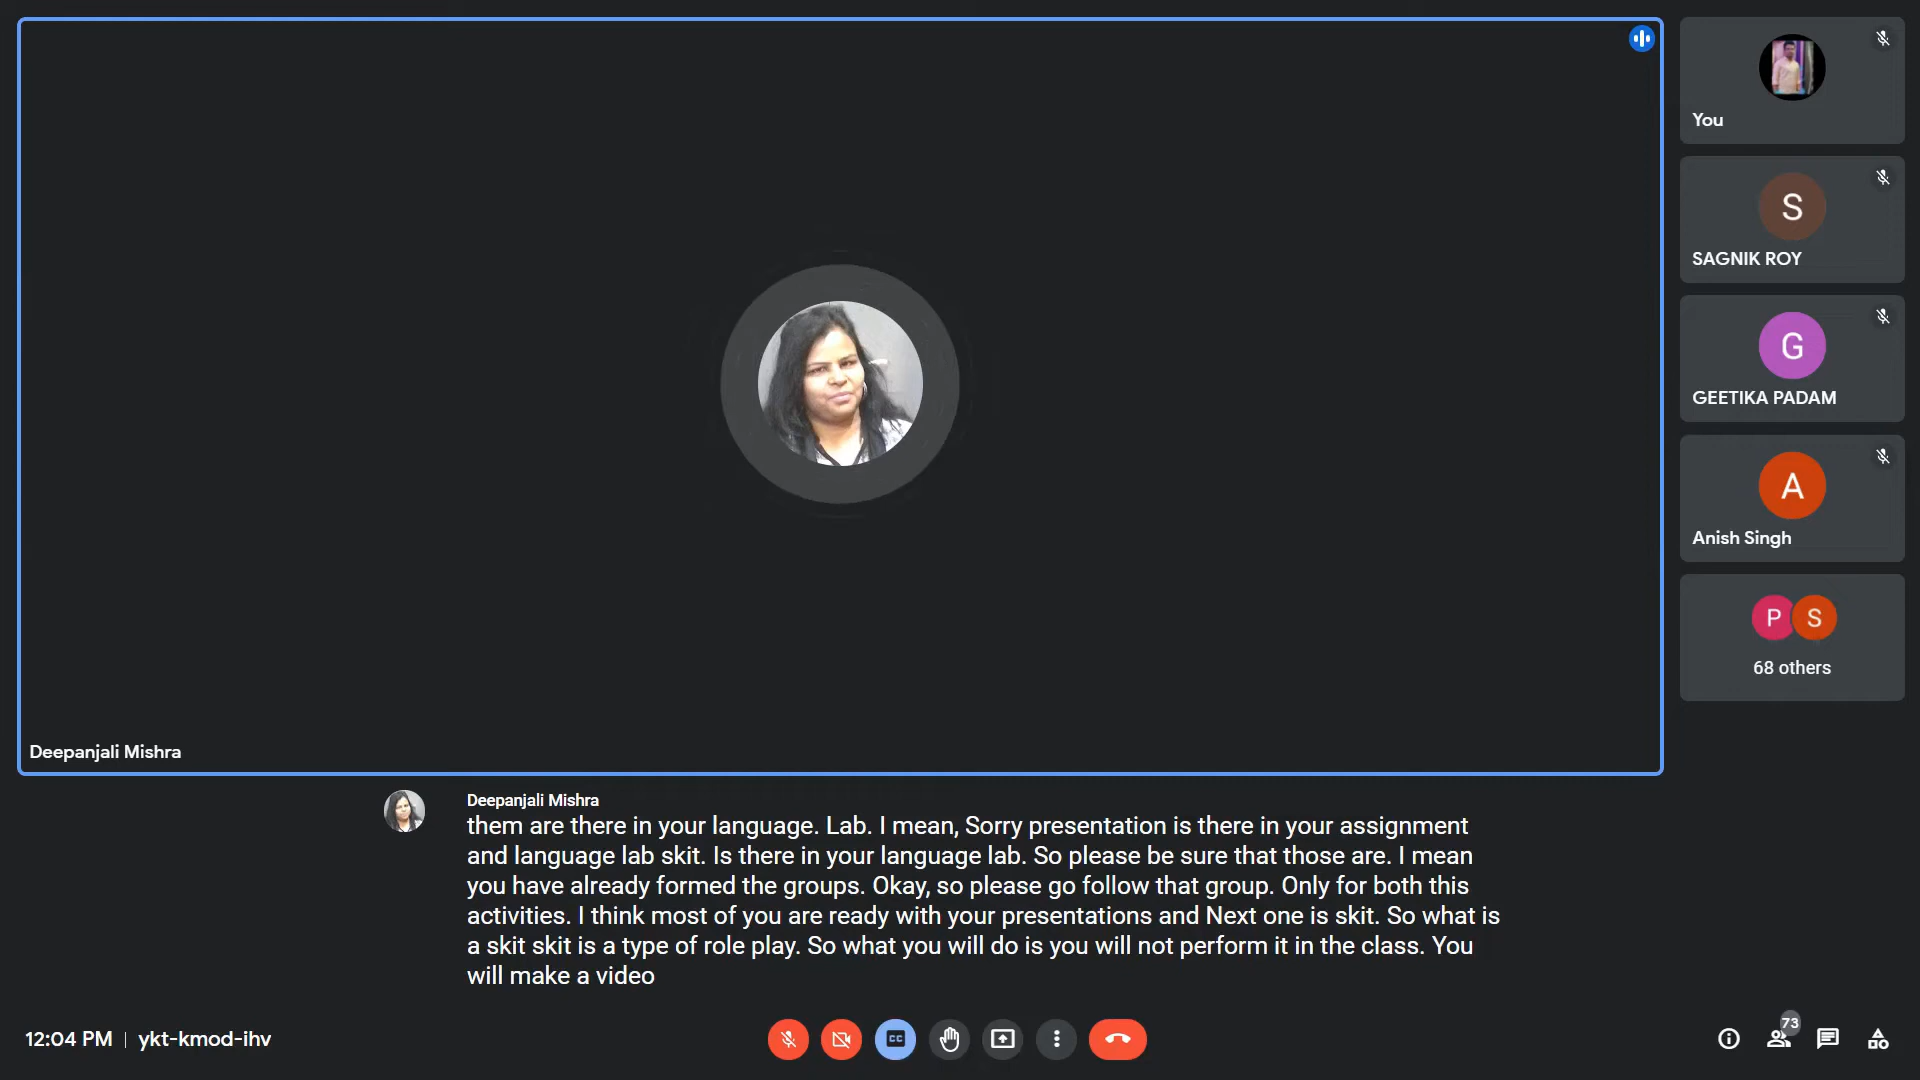 You
S
SAGNIK ROY
G
GEETIKA PADAM
A
Anish Singh
P S
68 others
Deepanjali Mishra
Deepanjali Mishra
them are there in your language. Lab. I mean, Sorry presentation is there in your assignment
and language lab skit. Is there in your language lab. So please be sure that those are. I mean
you have already formed the groups. Okay, so please go follow that group. Only for both this
activities. I think most of you are ready with your presentations and Next one is skit. So what is
a skit skit is a type of role play. So what you will do is you will not perform it in the class. You
will make a video
12:04 PM | ykt-kmod-ihv
CC
73